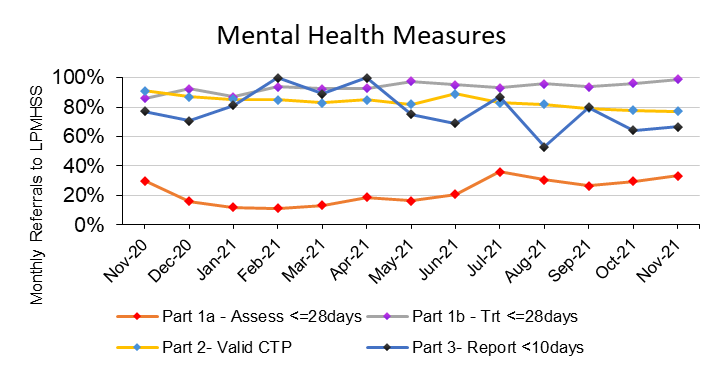 Mental Health Measures
Monthly Referrals to LPMHSS
100%
80%
60%
40%
20%
0%
Nov-20 Dec-20 Jan-21 Feb-21 Mar-21 Apr-21 May-21 Jun-21 Jul-21 Aug-21 Sep-21 Oct-21 Nov-21
Part 1a - Assess <=28days Part 1b - Trt <=28days
Part 2- Valid CTP Part 3- Report <10days